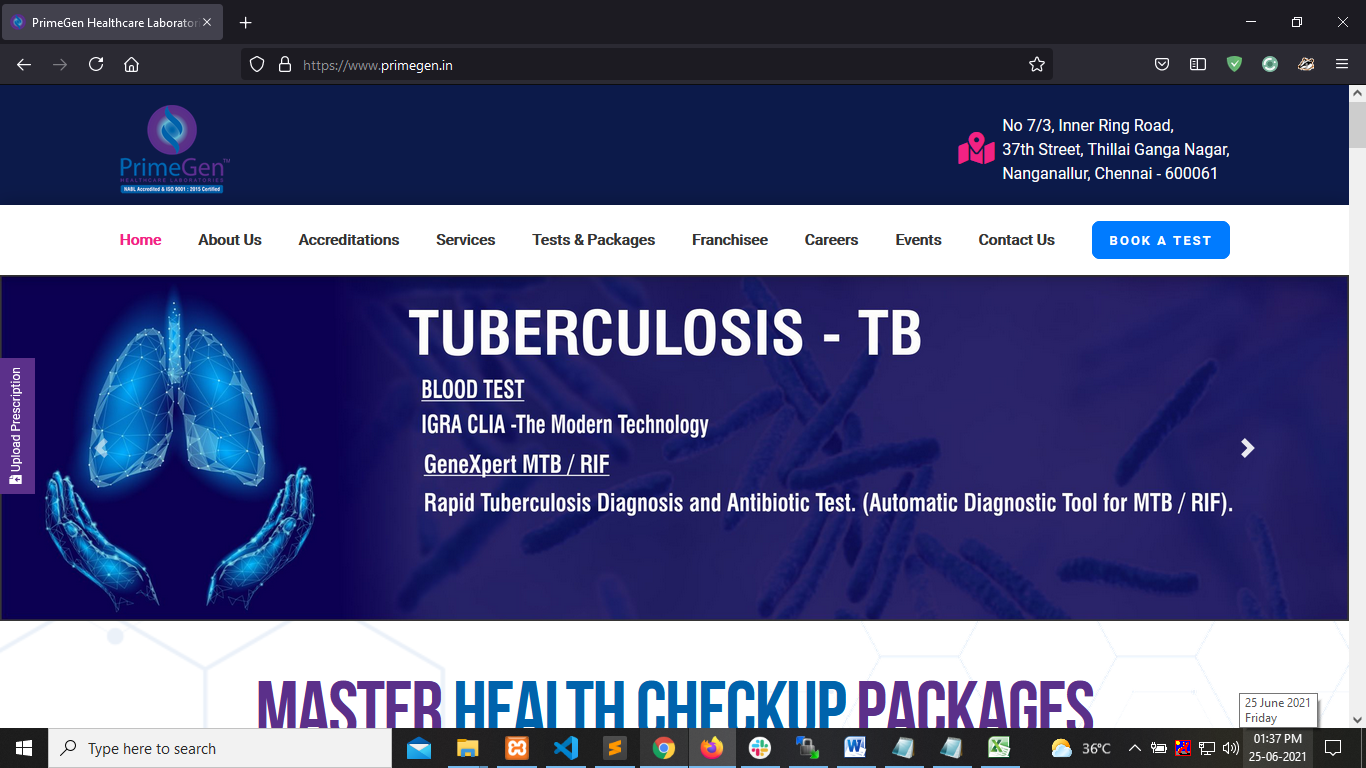 PrimeGen Healthcare Laborator
https://www.primegen.in
PrimeGen™
HEALTHCARE LABORATORIES
NABL Accredited & ISO 9001 : 2015 Certified
No 7/3, Inner Ring Road,
37th Street, Thillai Ganga Nagar,
Nanganallur, Chennai - 600061
Home About Us Accreditations Services Tests & Packages Franchisee Careers Events Contact Us BOOK A TEST
TUBERCULOSIS - TB
BLOOD TEST
IGRA CLIA -The Modern Technology
GeneXpert MTB / RIF
Rapid Tuberculosis Diagnosis and Antibiotic Test. (Automatic Diagnostic Tool for MTB / RIF).
Upload Prescription
MASTER HEALTH CHECKUP PACKAGES
25 June 2021
Friday
Type here to search
36°C
01:37 PM
25-06-2021